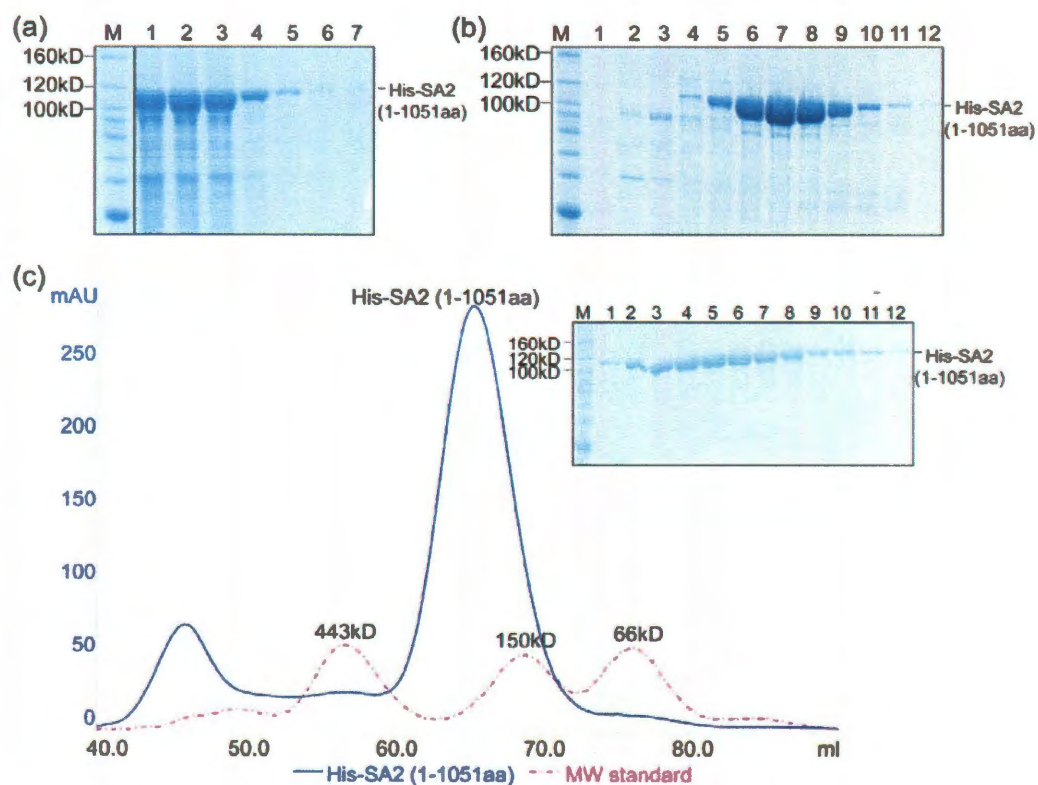 (a)
M 1 2 3 4 5 6 7
160kD
120kD
100kD
His-SA2
(1-1051aa)
(b)
M 1 2 3 4 5 6 7 8 9 10 11 12
160kD
120kD
100kD
His-SA2
(1-1051aa)
(c)
mAU
250
200
150
100
50
0
His-SA2 (1-1051aa)
443kD
150kD
66kD
M 1 2 3 4 5 6 7 8 9 10 11 12
160kD
120kD
100kD
His-SA2
(1-1051aa)
40.0 50.0 60.0 70.0 80.0 ml
His-SA2 (1-1051aa) MW standard